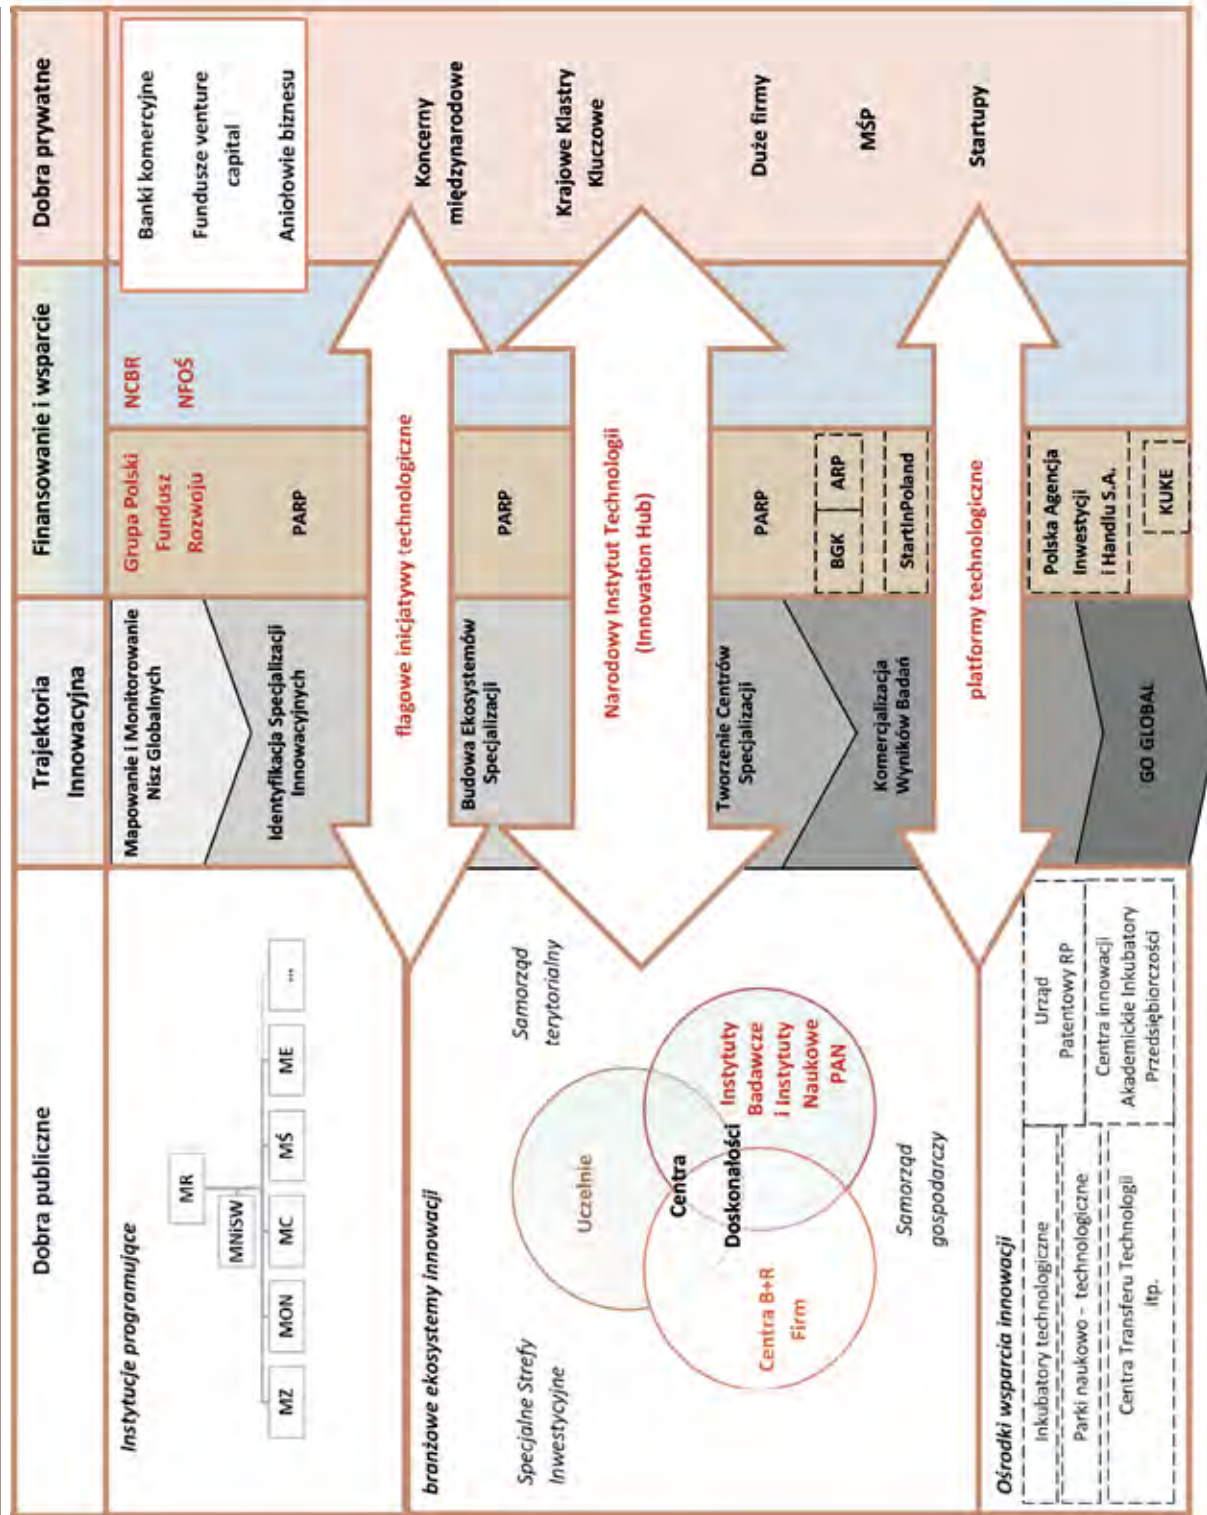 Dobra publiczne
Trajektoria
Innowacyjna
Finansowanie i wsparcie
Dobra prywatne
Instytucje programujące
MR
MNiSW
MZ
MON
MC
MŚ
ME
...
Mapowanie i Monitorowanie
Nisz Globalnych
Identyfikacja Specjalizacji
Innowacyjnych
Grupa Polski
Fundusz
Rozwoju
PARP
NCBR
NFOŚ
Banki komercyjne
Fundusze venture
capital
Aniołowie biznesu
flagowe inicjatywy technologiczne
Koncerny
międzynarodowe
branżowe ekosystemy innowacji
Specjalne Strefy
Inwestycyjne
Samorząd
terytorialny
Uczelnie
Centra
Doskonałości
Centra B+R
Firm
Instytuty
Badawcze
i Instytuty
Naukowe
PAN
Samorząd
gospodarczy
Budowa Ekosystemów
Specjalizacji
PARP
Narodowy Instytut Technologii
(Innovation Hub)
Krajowe Klastry
Kluczowe
Tworzenie Centrów
Specjalizacji
PARP
Duże firmy
Komercjalizacja
Wyników Badań
BGK
ARP
StartInPoland
MŚP
platformy technologiczne
Startupy
Ośrodki wsparcia innowacji
Inkubatory technologiczne
Parki naukowo - technologiczne
Centra Transferu Technologii
itp.
Urząd
Patentowy RP
Centra innowacji
Akademickie Inkubatory
Przedsiębiorczości
GO GLOBAL
Polska Agencja
Inwestycji
i Handlu S.A.
KUKE